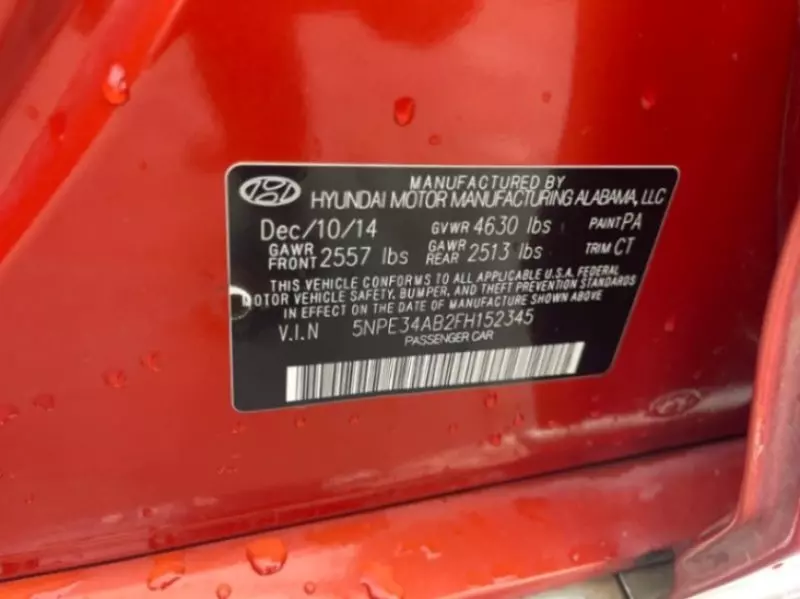 MANUFACTURED BY
HYUNDAI MOTOR MANUFACTURING ALABAMA, LLC
Dec/10/14 GVWR 4630 lbs PAINT PA
GAWR FRONT 2557 lbs GAWR REAR 2513 lbs TRIM CT
THIS VEHICLE CONFORMS TO ALL APPLICABLE U.S.A. FEDERAL
MOTOR VEHICLE SAFETY, BUMPER, AND THEFT PREVENTION STANDARDS
IN EFFECT ON THE DATE OF MANUFACTURE SHOWN ABOVE
V.I.N 5NPE34AB2FH152345
PASSENGER CAR